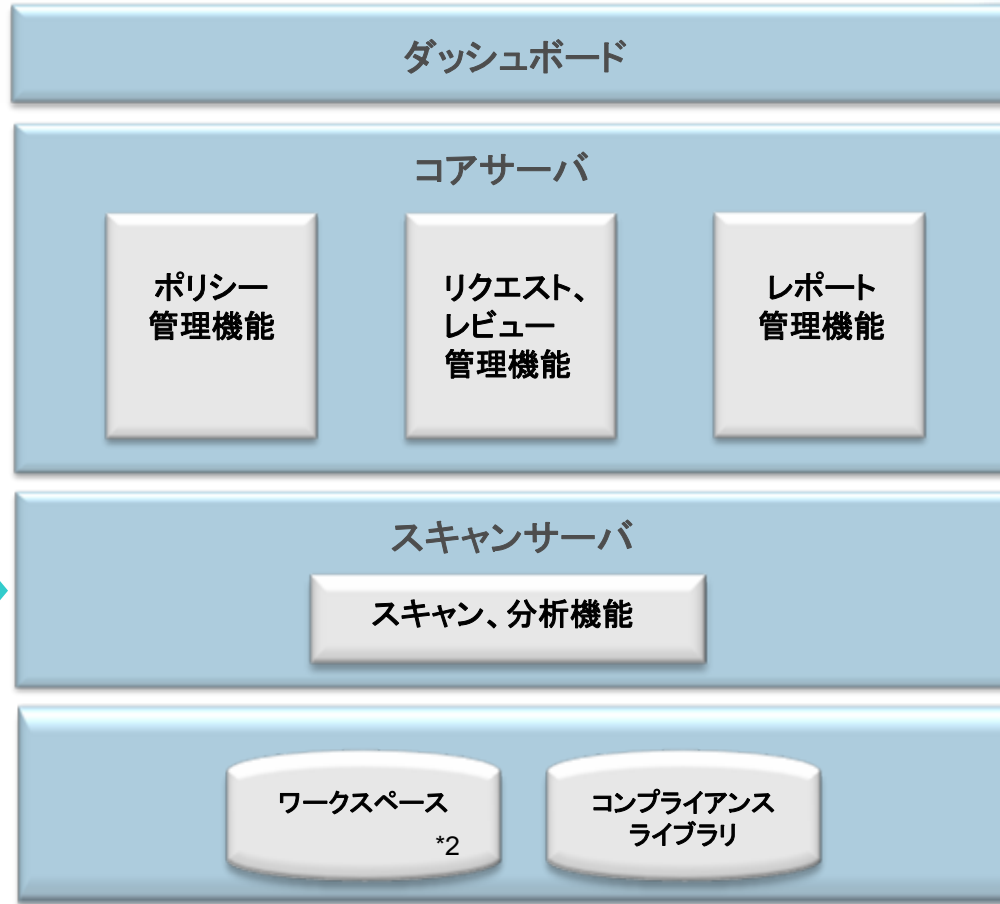 ダッシュボード
コアサーバ
ポリシー
管理機能
リクエスト、
レビュー
管理機能
レポート
管理機能
スキャンサーバ
スキャン、分析機能
ワークスペース
*2
コンプライアンス
ライブラリ